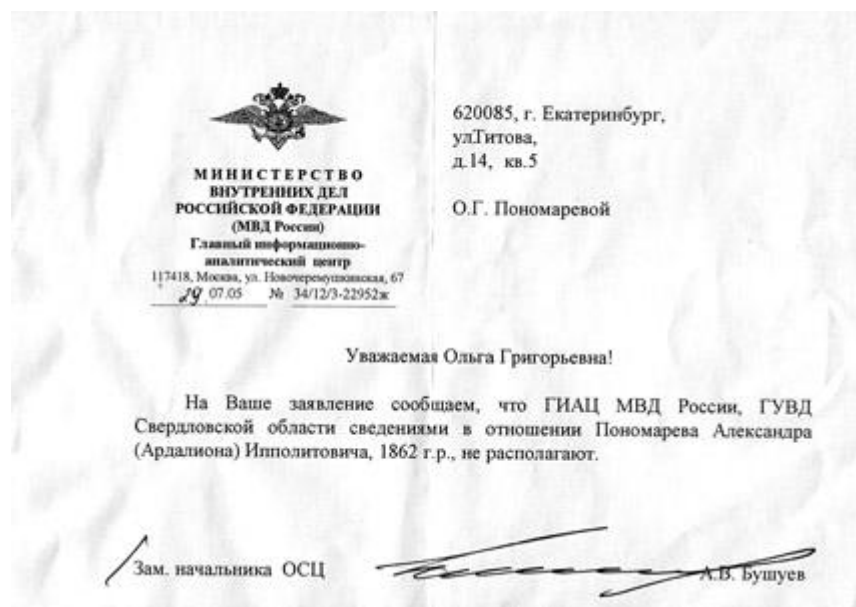 МИНИСТЕРСТВО
ВНУТРЕННИХ ДЕЛ
РОССИЙСКОЙ ФЕДЕРАЦИИ
(МВД России)
Главный информационно-
аналитический центр
117418, Москва, ул. Новочеремушкинская, 67
29 07.05 № 34/12/3-22952ж
620085, г. Екатеринбург,
ул.Титова,
д.14, кв.5
О.Г. Пономаревой
Уважаемая Ольга Григорьевна!
На Ваше заявление сообщаем, что ГИАЦ МВД России, ГУВД
Свердловской области сведениями в отношении Пономарева Александра
(Ардалиона) Ипполитовича, 1862 г.р., не располагают.
Зам. начальника ОСЦ
А.В. Бушуев